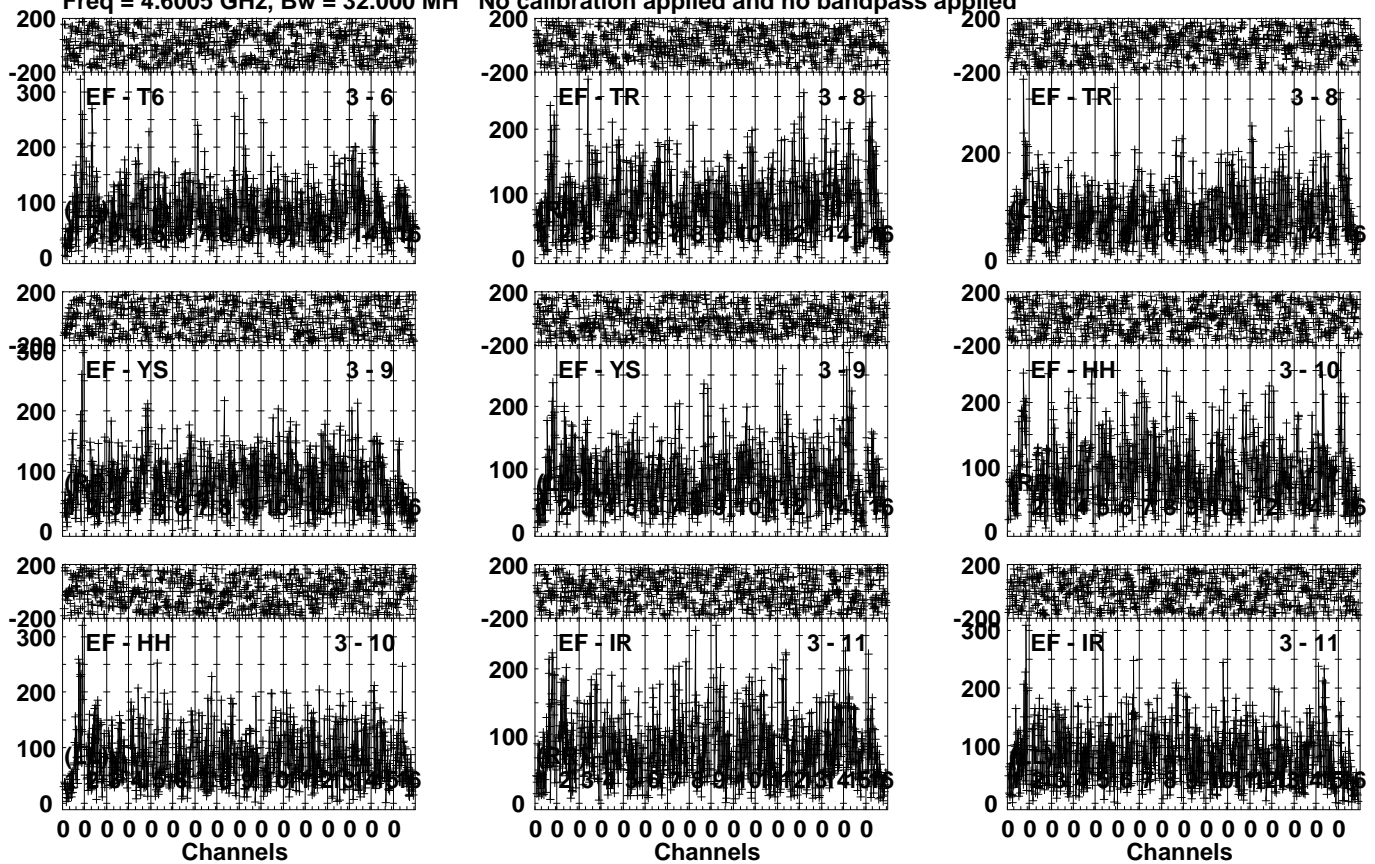 Freq = 4.6005 GHz, Bw = 32.000 MH No calibration applied and no bandpass applied
200 200 200
-200 -200 -200
EF - T6 3 - 6 EF - TR 3 - 8 EF - TR 3 - 8
300
200 200 200
100 100
0 0 0
200 200 200
-200 -200 -200
300
EF - YS 3 - 9 EF - YS 3 - 9 EF - HH 3 - 10
200 200 200
100 100 100
0 0 0
200 200 200
-200 -200 -200
300 300
EF - HH 3 - 10 EF - IR 3 - 11 EF - IR 3 - 11
200 200 200
100 100 100
0 0 0
0 0 0 0 0 0 0 0 0 0 0 0 0 0 0 0 0 0 0 0 0 0 0 0 0 0 0 0 0 0 0 0 0 0 0 0 0 0 0 0 0 0 0 0 0 0 0 0
Channels Channels Channels